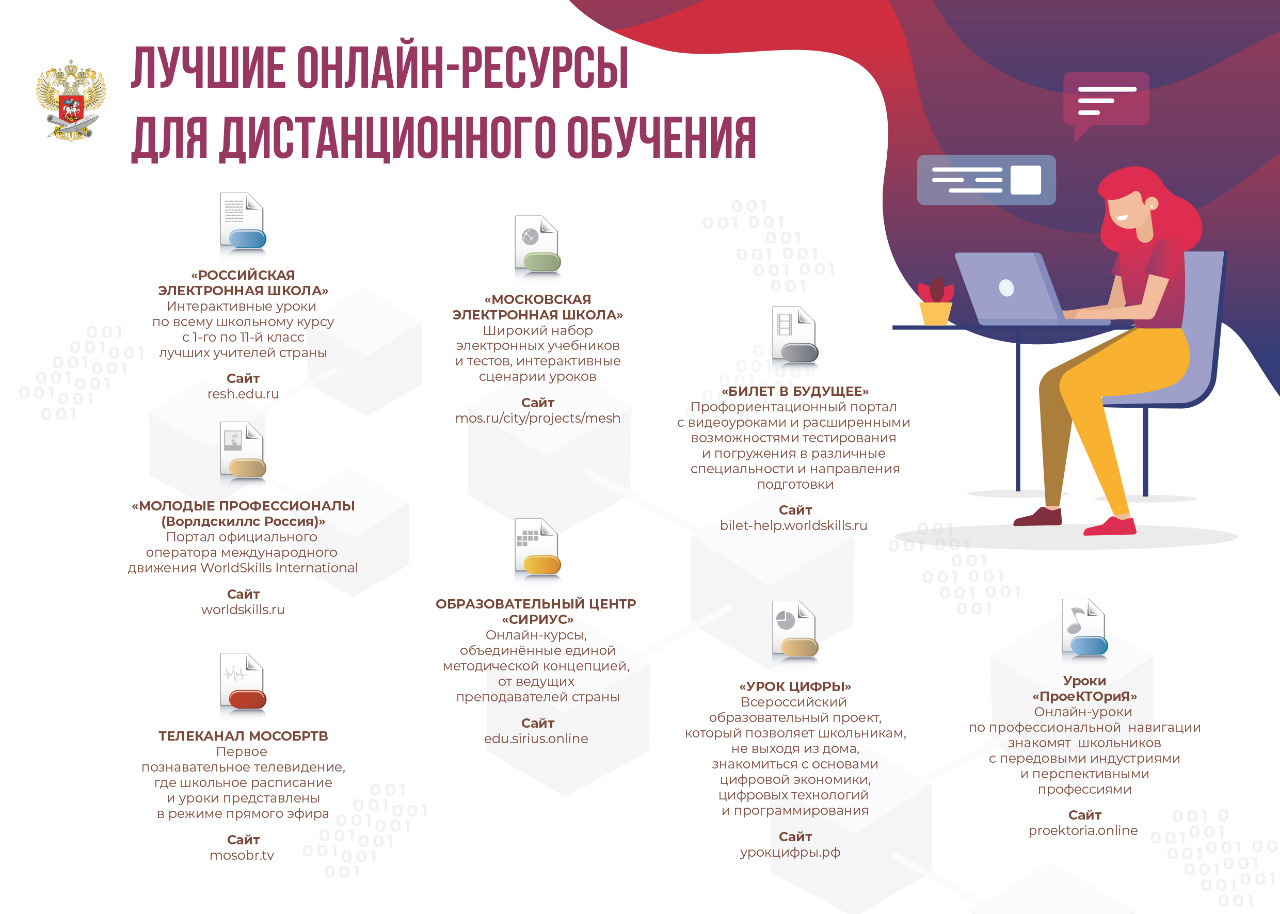 ЛУЧШИЕ ОНЛАЙН-РЕСУРСЫ
ДЛЯ ДИСТАНЦИОННОГО ОБУЧЕНИЯ
«РОССИЙСКАЯ
ЭЛЕКТРОННАЯ ШКОЛА»
Интерактивные уроки
по всему школьному курсу
с 1-го по 11-й класс
лучших учителей страны
Сайт
resh.edu.ru
«МОЛОДЫЕ ПРОФЕССИОНАЛЫ
(Ворлдскиллс Россия)»
Портал официального
оператора международного
движения WorldSkills International
Сайт
worldskills.ru
ТЕЛЕКАНАЛ МОСОБРТВ
Первое
познавательное телевидение,
где школьное расписание
и уроки представлены
в режиме прямого эфира
Сайт
mosobr.tv
«МОСКОВСКАЯ
ЭЛЕКТРОННАЯ ШКОЛА»
Широкий набор
электронных учебников
и тестов, интерактивные
сценарии уроков
Сайт
mos.ru/city/projects/mesh
ОБРАЗОВАТЕЛЬНЫЙ ЦЕНТР
«СИРИУС»
Онлайн-курсы,
объединённые единой
методической концепцией,
от ведущих
преподавателей страны
Сайт
edu.sirius.online
«БИЛЕТ В БУДУЩЕЕ»
Профориентационный портал
с видеоуроками и расширенными
возможностями тестирования
и погружения в различные
специальности и направления
подготовки
Сайт
bilet-help.worldskills.ru
«УРОК ЦИФРЫ»
Всероссийский
образовательный проект,
который позволяет школьникам,
не выходя из дома,
знакомиться с основами
цифровой экономики,
цифровых технологий
и программирования
Сайт
урокцифры.рф
Уроки
«ПроеКТОриЯ»
Онлайн-уроки
по профессиональной навигации
знакомят школьников
с передовыми индустриями
и перспективными
профессиями
Сайт
proektoria.online